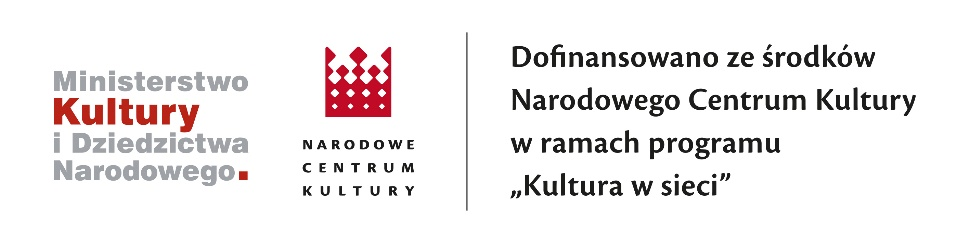 Ministerstwo
Kultury
i Dziedzictwa
Narodowego.
NARODOWE
CENTRUM
KULTURY
Dofinansowano ze środków
Narodowego Centrum Kultury
w ramach programu
„Kultura w sieci”